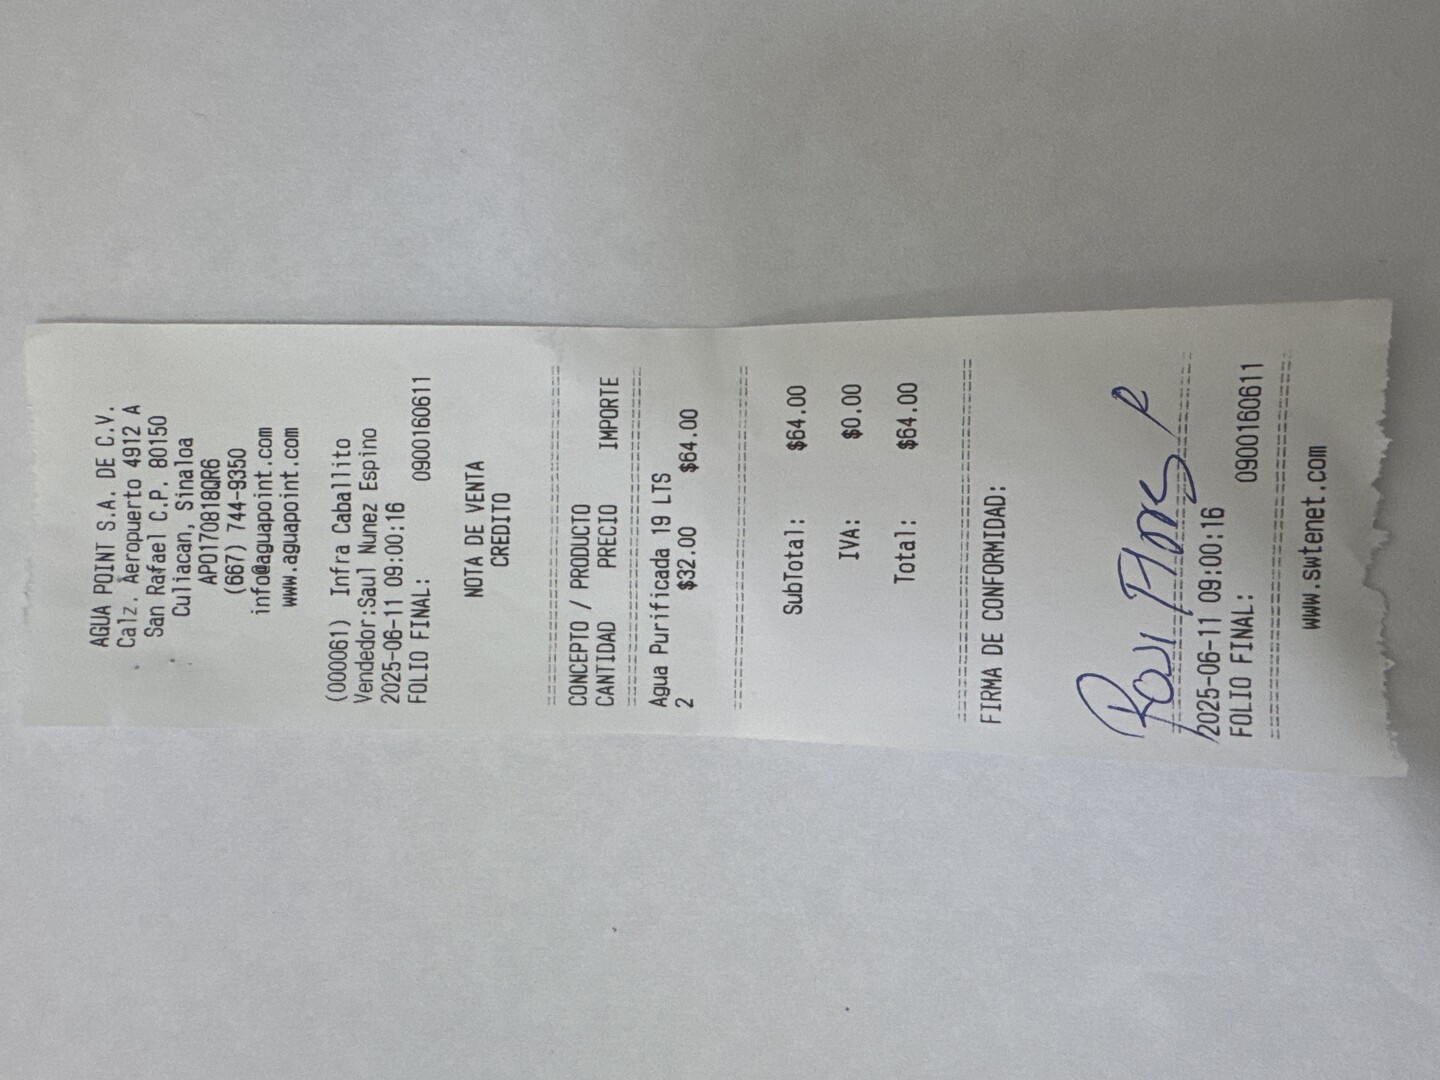 AGUA POINT S.A. DE C.V.
Calz. Aeropuerto 4912 A
San Rafael C.P. 80150
Culiacan, Sinaloa
APO170818QR6
(667) 744-9350
info@aguapoint.com
www.aguapoint.com
(000061) Infra Caballito
Vendedor:Saul Nunez Espino
2025-06-11 09:00:16
FOLIO FINAL: 0900160611
NOTA DE VENTA
CREDITO
==============================
CONCEPTO / PRODUCTO
CANTIDAD PRECIO IMPORTE
==============================
Agua Purificada 19 LTS
2 $32.00 $64.00
==============================
SubTotal: $64.00
IVA: $0.00
Total: $64.00
==============================
FIRMA DE CONFORMIDAD:
Flores R
==============================
2025-06-11 09:00:16
FOLIO FINAL: 0900160611
==============================
www.swtenet.com